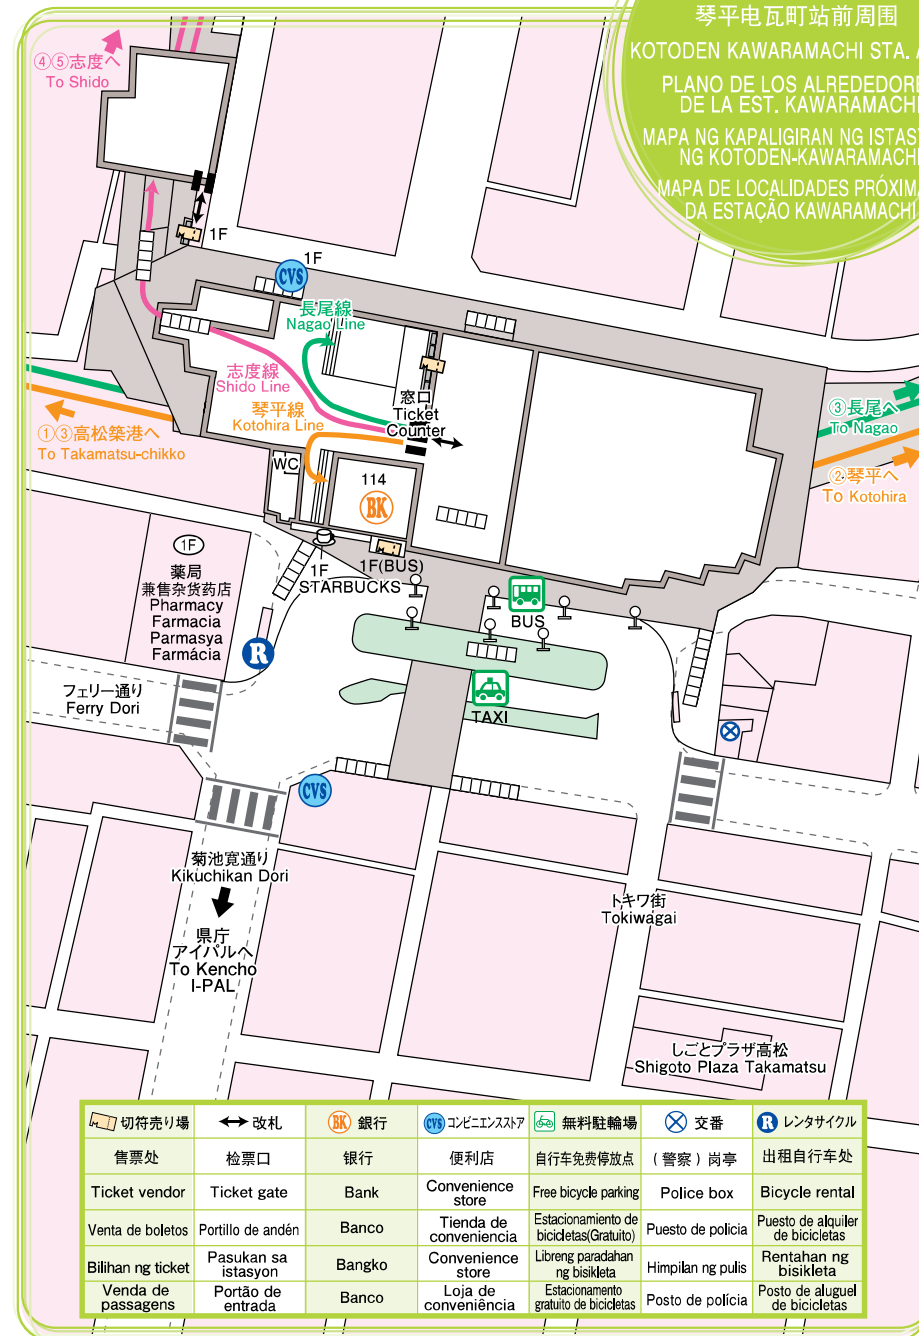 琴平电瓦町站前周围
KOTODEN KAWARAMACHI STA.
PLANO DE LOS
DE LA EST. KAWARAMACHI
MAPA NG KAPALIGIRAN NG
NG KOTODEN-KAWARAMACHI
MAPA DE LOCALIDADES
DA ESTAÇÃO KAWARAMACHI
④⑤志度へ
To Shido
1F
1F
CVS
長尾線
Nagao Line
志度線
Shido Line
琴平線
Kotohira Line
窓口
Ticket
Counter
①③高松築港へ
To Takamatsu-chikko
③長尾へ
To Nagao
②琴平へ
To Kotohira
WC
114
BK
1F
薬局
兼售杂货药店
Pharmacy
Farmacia
Parmasya
Farmácia
1F
STARBUCKS
1F(BUS)
BUS
R
TAXI
フェリー通り
Ferry Dori
CVS
菊池寛通り
Kikuchikan Dori
県庁
アイパルへ
To Kencho
I-PAL
トキワ街
Tokiwagai
しごとプラザ高松
Shigoto Plaza Takamatsu
切符売り場 改札 BK 銀行 CVS コンビニエンスストア 無料駐輪場 交番 R レンタサイクル
售票处 检票口 银行 便利店 自行车免费停放点 (警察)岗亭 出租自行车处
Ticket vendor Ticket gate Bank Convenience store Free bicycle parking Police box Bicycle rental
Venta de boletos Portillo de andén Banco Tienda de conveniencia Estacionamiento de bicicletas(Gratuito) Puesto de policia Puesto de alquiler de bicicletas
Bilihan ng ticket Pasukan sa istasyon Bangko Convenience store Libreng paradahan ng bisikleta Himpilan ng pulis Rentahan ng bisikleta
Venda de passagens Portão de entrada Banco Loja de conveniência Estacionamento gratuito de bicicletas Posto de polícia Posto de aluguel de bicicletas